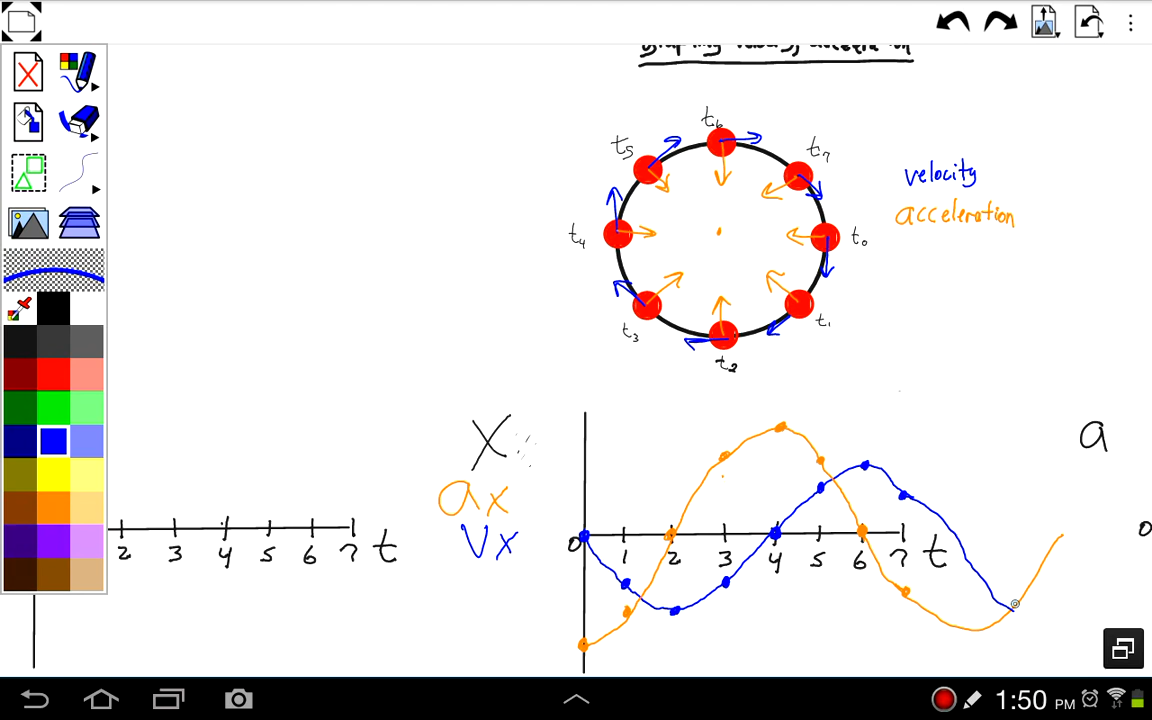 t6
t5
t7
velocity
acceleration
t4
t0
t3
t1
t2
X
a
ax
vx
2 3 4 5 6 7 t
0 1 2 3 4 5 6 7 t
0
1:50 PM